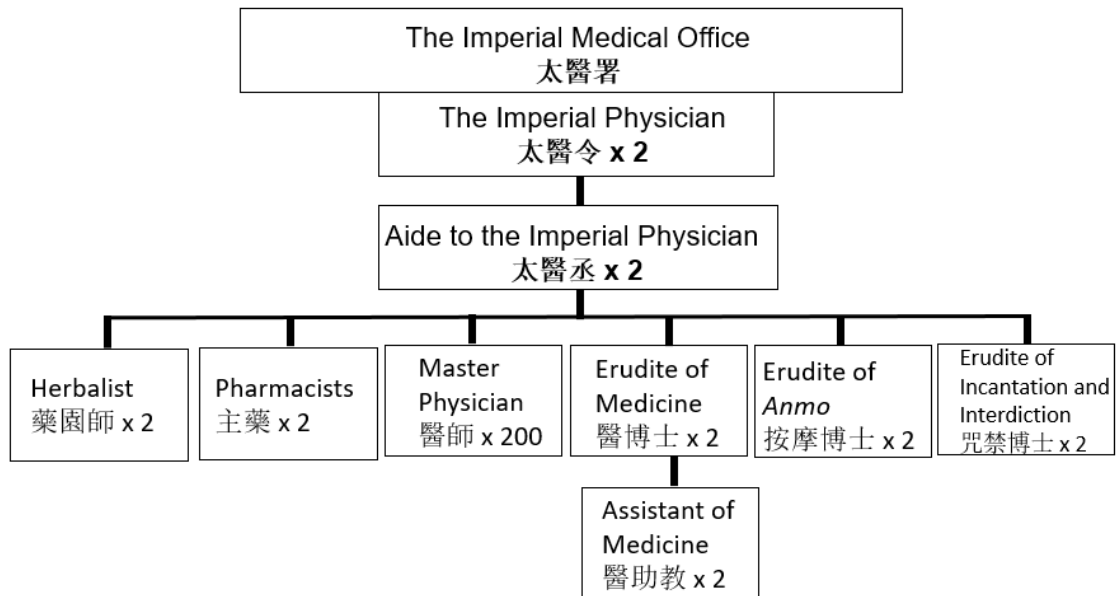 The Imperial Medical Office
太醫署
The Imperial Physician
太醫令 x 2
Aide to the Imperial Physician
太醫丞 x 2
Herbalist
藥園師 x 2
Pharmacists
主藥 x 2
Master
Physician
醫師 x 200
Erudite of
Medicine
醫博士 x 2
Erudite of
Anmo
按摩博士 x 2
Erudite of
Incantation and
Interdiction
咒禁博士 x 2
Assistant of
Medicine
醫助教 x 2